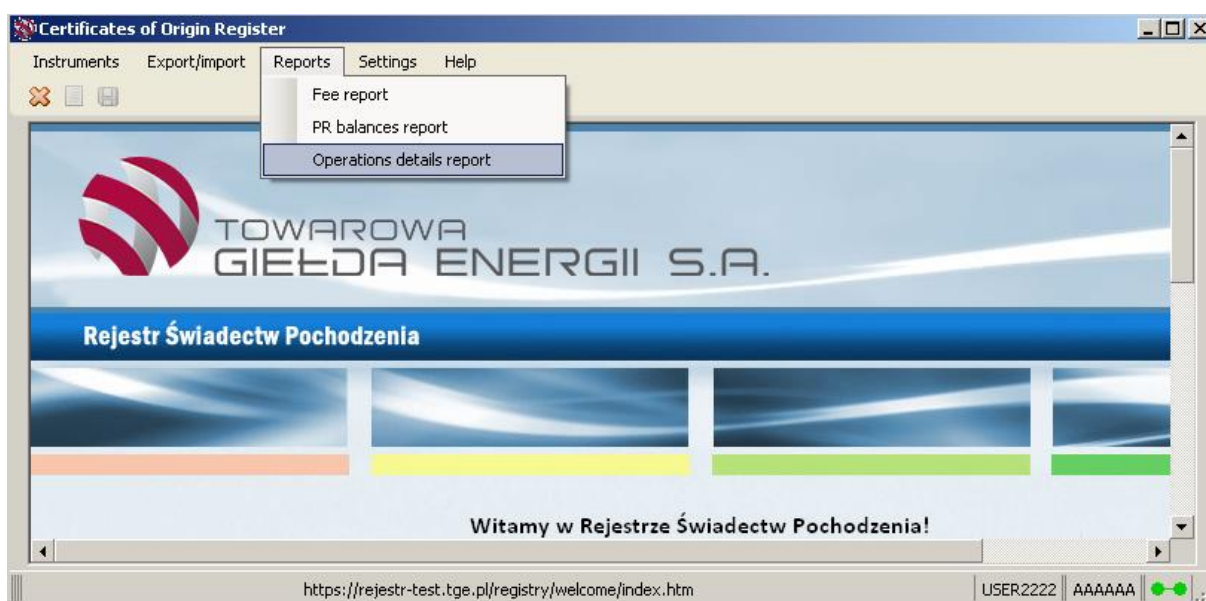 Certificates of Origin Register
Instruments Export/import Reports Settings Help
Fee report
PR balances report
Operations details report
TOWAROWA
GIEŁDA ENERGII S.A.
Rejestr Świadectw Pochodzenia
Witamy w Rejestrze Świadectw Pochodzenia!
https://rejestr-test.tge.pl/registry/welcome/index.htm USER2222 AAAAAA